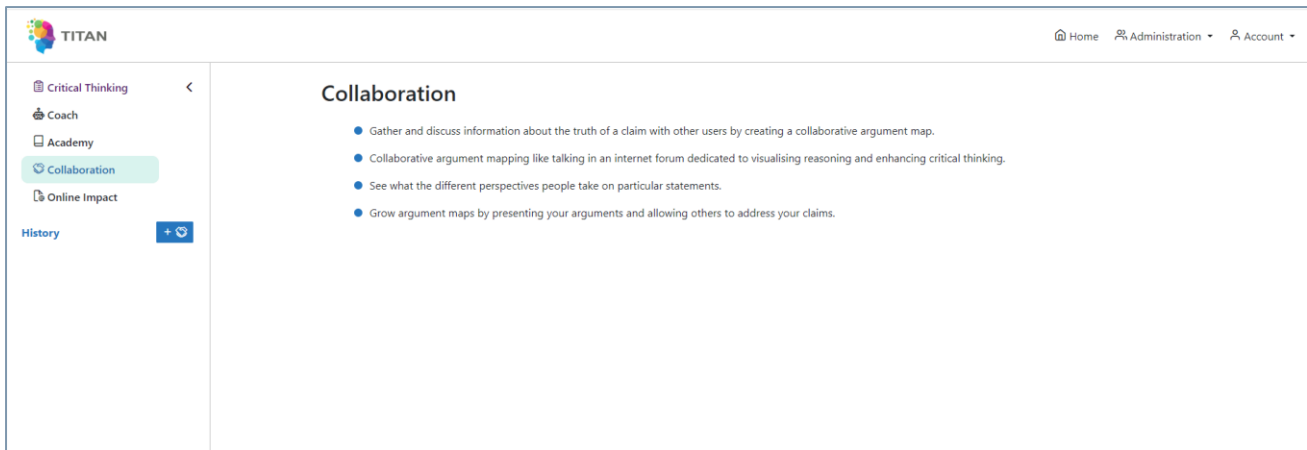 TITAN
Home Administration Account
Critical Thinking
Coach
Academy
Collaboration
Online Impact
History +
Collaboration
Gather and discuss information about the truth of a claim with other users by creating a collaborative argument map.
Collaborative argument mapping like talking in an internet forum dedicated to visualising reasoning and enhancing critical thinking.
See what the different perspectives people take on particular statements.
Grow argument maps by presenting your arguments and allowing others to address your claims.